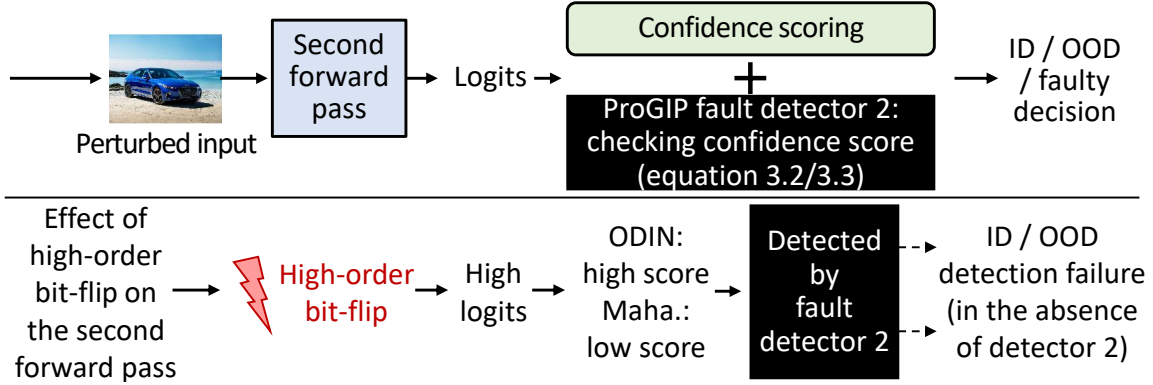 Perturbed input
Second
forward
pass
Logits
Confidence scoring
+
ProGIP fault detector 2:
checking confidence score
(equation 3.2/3.3)
ID / OOD
/ faulty
decision
Effect of
high-order
bit-flip on
the second
forward pass
High-order
bit-flip
High
logits
ODIN:
high score
Maha.:
low score
Detected
by
fault
detector 2
ID / OOD
detection failure
(in the absence
of detector 2)